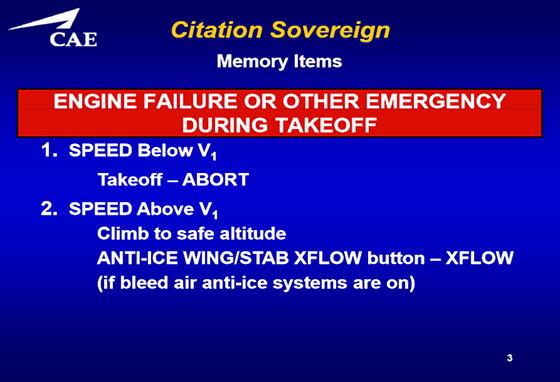 CAE
Citation Sovereign
Memory Items
ENGINE FAILURE OR OTHER EMERGENCY
DURING TAKEOFF
1. SPEED Below V1
Takeoff – ABORT
2. SPEED Above V1
Climb to safe altitude
ANTI-ICE WING/STAB XFLOW button – XFLOW
(if bleed air anti-ice systems are on)
3